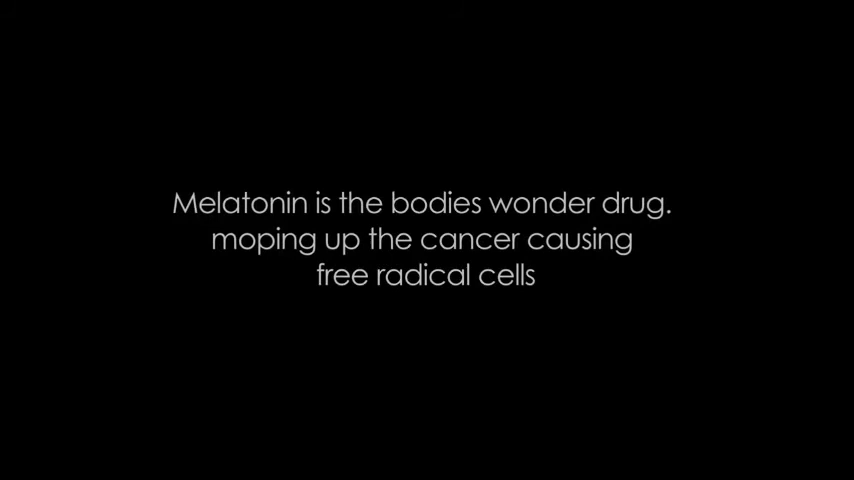 Melatonin is the bodies wonder drug.
moping up the cancer causing
free radical cells